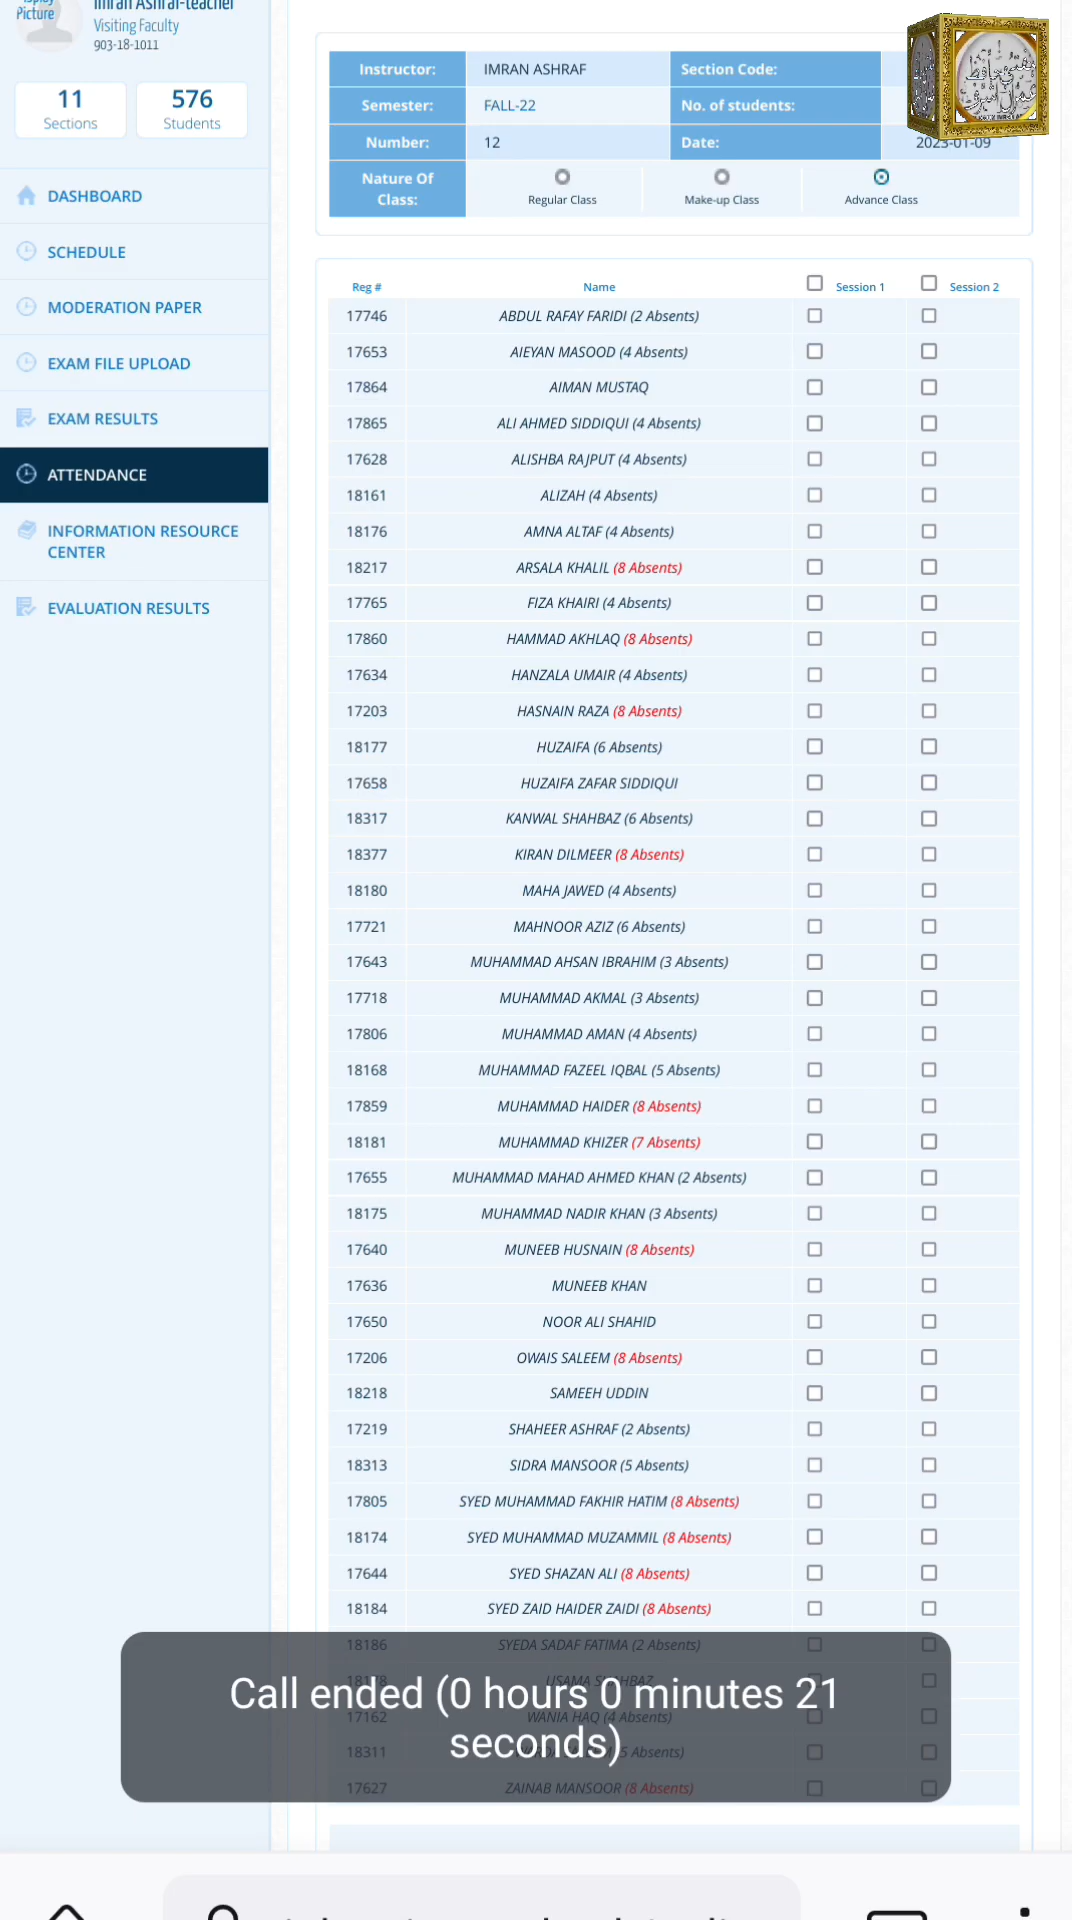 Picture
Imran Ashraf-teacher
Visiting Faculty
903-18-1011
11
Sections
576
Students
DASHBOARD
SCHEDULE
MODERATION PAPER
EXAM FILE UPLOAD
EXAM RESULTS
ATTENDANCE
INFORMATION RESOURCE
CENTER
EVALUATION RESULTS
Instructor: IMRAN ASHRAF Section Code:
Semester: FALL-22 No. of students:
Number: 12 Date: 2023-01-09
Nature Of
Class:
Regular Class Make-up Class Advance Class
Reg # Name Session 1 Session 2
17746 ABDUL RAFAY FARIDI (2 Absents)
17653 AIEYAN MASOOD (4 Absents)
17864 AIMAN MUSTAQ
17865 ALI AHMED SIDDIQUI (4 Absents)
17628 ALISHBA RAJPUT (4 Absents)
18161 ALIZAH (4 Absents)
18176 AMNA ALTAF (4 Absents)
18217 ARSALA KHALIL (8 Absents)
17765 FIZA KHAIRI (4 Absents)
17860 HAMMAD AKHLAQ (8 Absents)
17634 HANZALA UMAIR (4 Absents)
17203 HASNAIN RAZA (8 Absents)
18177 HUZAIFA (6 Absents)
17658 HUZAIFA ZAFAR SIDDIQUI
18317 KANWAL SHAHBAZ (6 Absents)
18377 KIRAN DILMEER (8 Absents)
18180 MAHA JAWED (4 Absents)
17721 MAHNOOR AZIZ (6 Absents)
17643 MUHAMMAD AHSAN IBRAHIM (3 Absents)
17718 MUHAMMAD AKMAL (3 Absents)
17806 MUHAMMAD AMAN (4 Absents)
18168 MUHAMMAD FAZEEL IQBAL (5 Absents)
17859 MUHAMMAD HAIDER (8 Absents)
18181 MUHAMMAD KHIZER (7 Absents)
17655 MUHAMMAD MAHAD AHMED KHAN (2 Absents)
18175 MUHAMMAD NADIR KHAN (3 Absents)
17640 MUNEEB HUSNAIN (8 Absents)
17636 MUNEEB KHAN
17650 NOOR ALI SHAHID
17206 OWAIS SALEEM (8 Absents)
18218 SAMEEH UDDIN
17219 SHAHEER ASHRAF (2 Absents)
18313 SIDRA MANSOOR (5 Absents)
17805 SYED MUHAMMAD FAKHIR HATIM (8 Absents)
18174 SYED MUHAMMAD MUZAMMIL (8 Absents)
17644 SYED SHAZAN ALI (8 Absents)
18184 SYED ZAID HAIDER ZAIDI (8 Absents)
18186 SYEDA SADAF FATIMA (2 Absents)
USAMA SHAHBAZ
17162 WANIA HAQ (4 Absents)
18311 Absents)
17627 ZAINAB MANSOOR (8 Absents)
Call ended (0 hours 0 minutes 21
seconds)